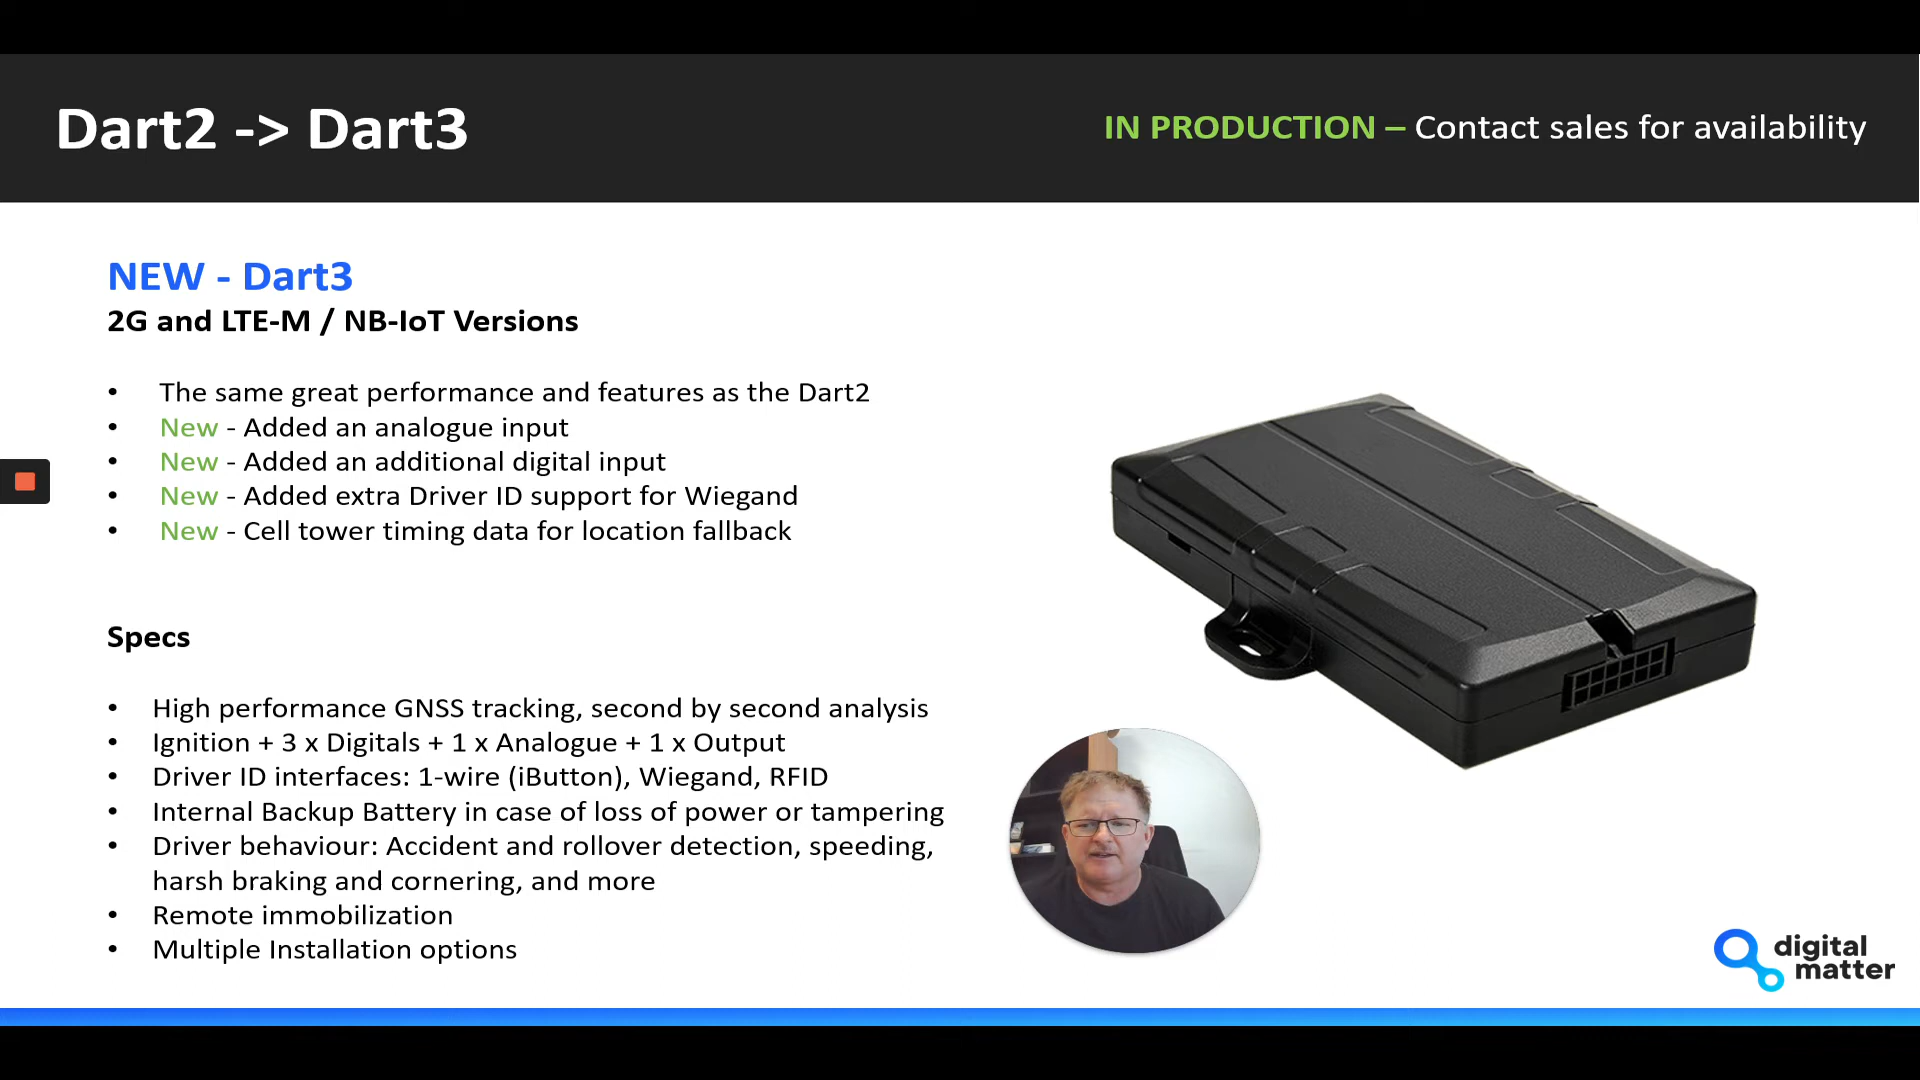 Dart2 -> Dart3
IN PRODUCTION – Contact sales for availability
NEW - Dart3
2G and LTE-M / NB-IoT Versions
• The same great performance and features as the Dart2
• New - Added an analogue input
• New - Added an additional digital input
• New - Added extra Driver ID support for Wiegand
• New - Cell tower timing data for location fallback
Specs
• High performance GNSS tracking, second by second analysis
• Ignition + 3 x Digitals + 1 x Analogue + 1 x Output
• Driver ID interfaces: 1-wire (iButton), Wiegand, RFID
• Internal Backup Battery in case of loss of power or tampering
• Driver behaviour: Accident and rollover detection, speeding,
harsh braking and cornering, and more
• Remote immobilization
• Multiple Installation options
digital
matter